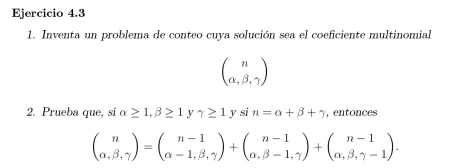 Ejercicio 4.3
1. Inventa un problema de conteo cuya solución sea el coeficiente multinomial
$\binom{n}{\alpha, \beta, \gamma}$
2. Prueba que, si $\alpha \geq 1, \beta \geq 1$ y $\gamma \geq 1$ y si $n = \alpha + \beta + \gamma$, entonces
$\binom{n}{\alpha, \beta, \gamma} = \binom{n-1}{\alpha-1, \beta, \gamma} + \binom{n-1}{\alpha, \beta-1, \gamma} + \binom{n-1}{\alpha, \beta, \gamma-1}.$